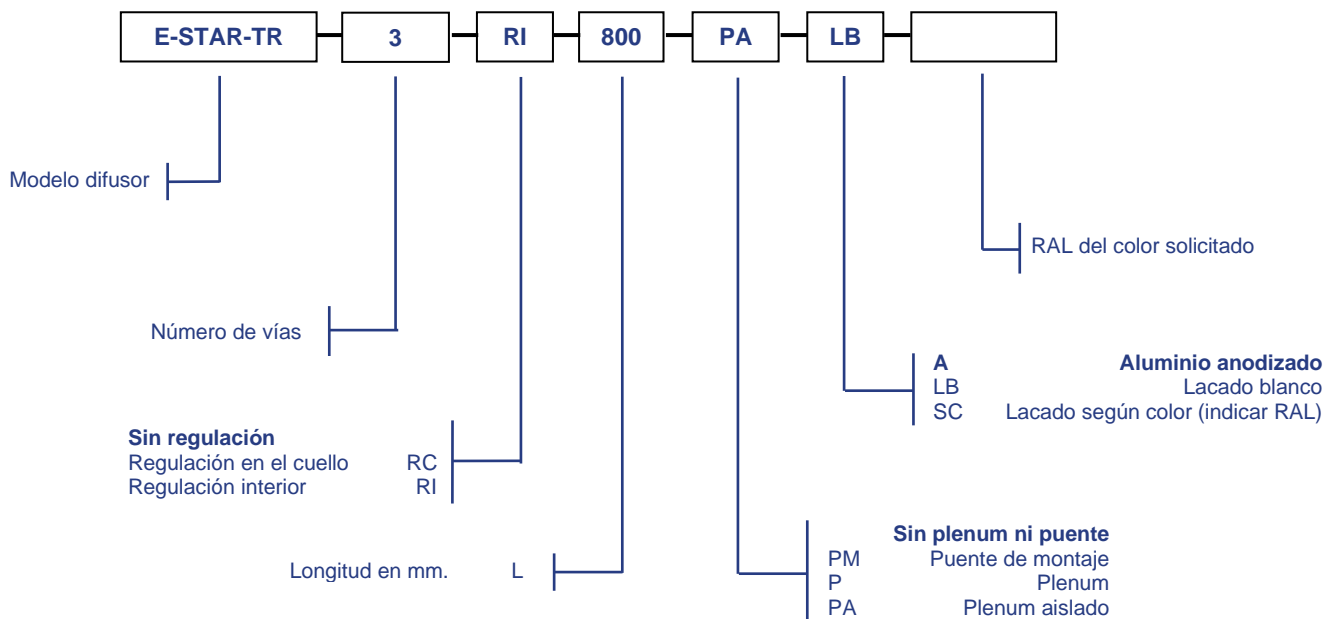 E-STAR-TR 3 RI 800 PA LB
Modelo difusor
RAL del color solicitado
Número de vías
A Aluminio anodizado
LB Lacado blanco
SC Lacado según color (indicar RAL)
Sin regulación
Regulación en el cuello RC
Regulación interior RI
Sin plenum ni puente
PM Puente de montaje
P Plenum
PA Plenum aislado
Longitud en mm. L